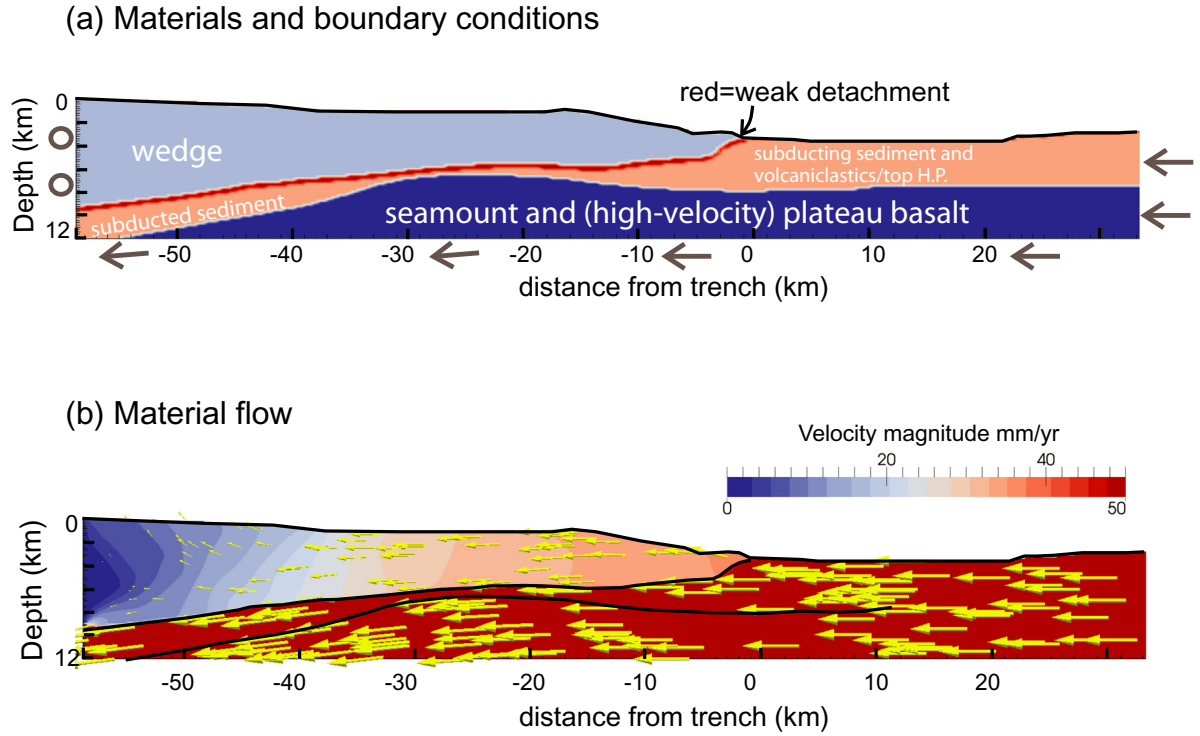 (a) Materials and boundary conditions
red=weak detachment
0
12
Depth (km)
wedge
subducting sediment and
volcaniclastics/top H.P.
subducted sediment
seamount and (high-velocity) plateau basalt
-50 -40 -30 -20 -10 0 20
distance from trench (km)
(b) Material flow
Velocity magnitude mm/yr
20 40
0 50
0
12
Depth (km)
-50 -40 -30 -20 -10 0 10 20
distance from trench (km)